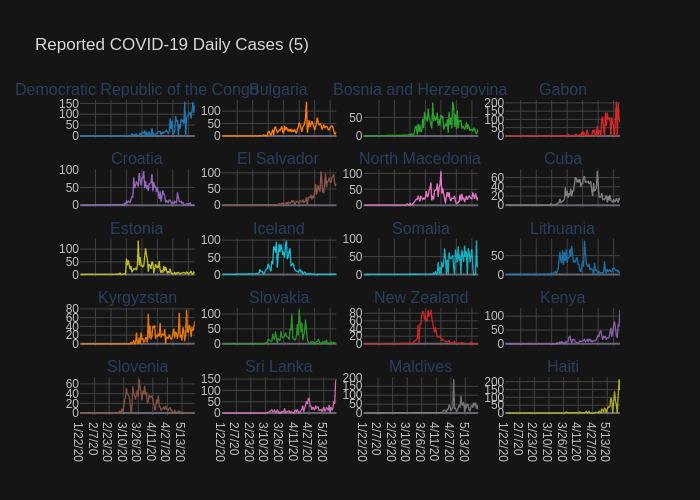 Reported COVID-19 Daily Cases (5)
Democratic Republic of the Congo Bulgaria Bosnia and Herzegovina Gabon
150 100 50 0
100 50 0
50 0
200 150 100 50 0
Croatia El Salvador North Macedonia Cuba
100 50 0
100 50 0
100 50 0
60 40 20 0
Estonia Iceland Somalia Lithuania
100 50 0
100 50 0
100 50 0
50 0
Kyrgyzstan Slovakia New Zealand Kenya
80 60 40 20 0
100 50 0
80 60 40 20 0
100 50 0
Slovenia Sri Lanka Maldives Haiti
60 40 20 0
150 100 50 0
200 150 100 50 0
200 100 0
1/22/20 2/7/20 2/23/20 3/10/20 3/26/20 4/11/20 4/27/20 5/13/20
1/22/20 2/7/20 2/23/20 3/10/20 3/26/20 4/11/20 4/27/20 5/13/20
1/22/20 2/7/20 2/23/20 3/10/20 3/26/20 4/11/20 4/27/20 5/13/20
1/22/20 2/7/20 2/23/20 3/10/20 3/26/20 4/11/20 4/27/20 5/13/20